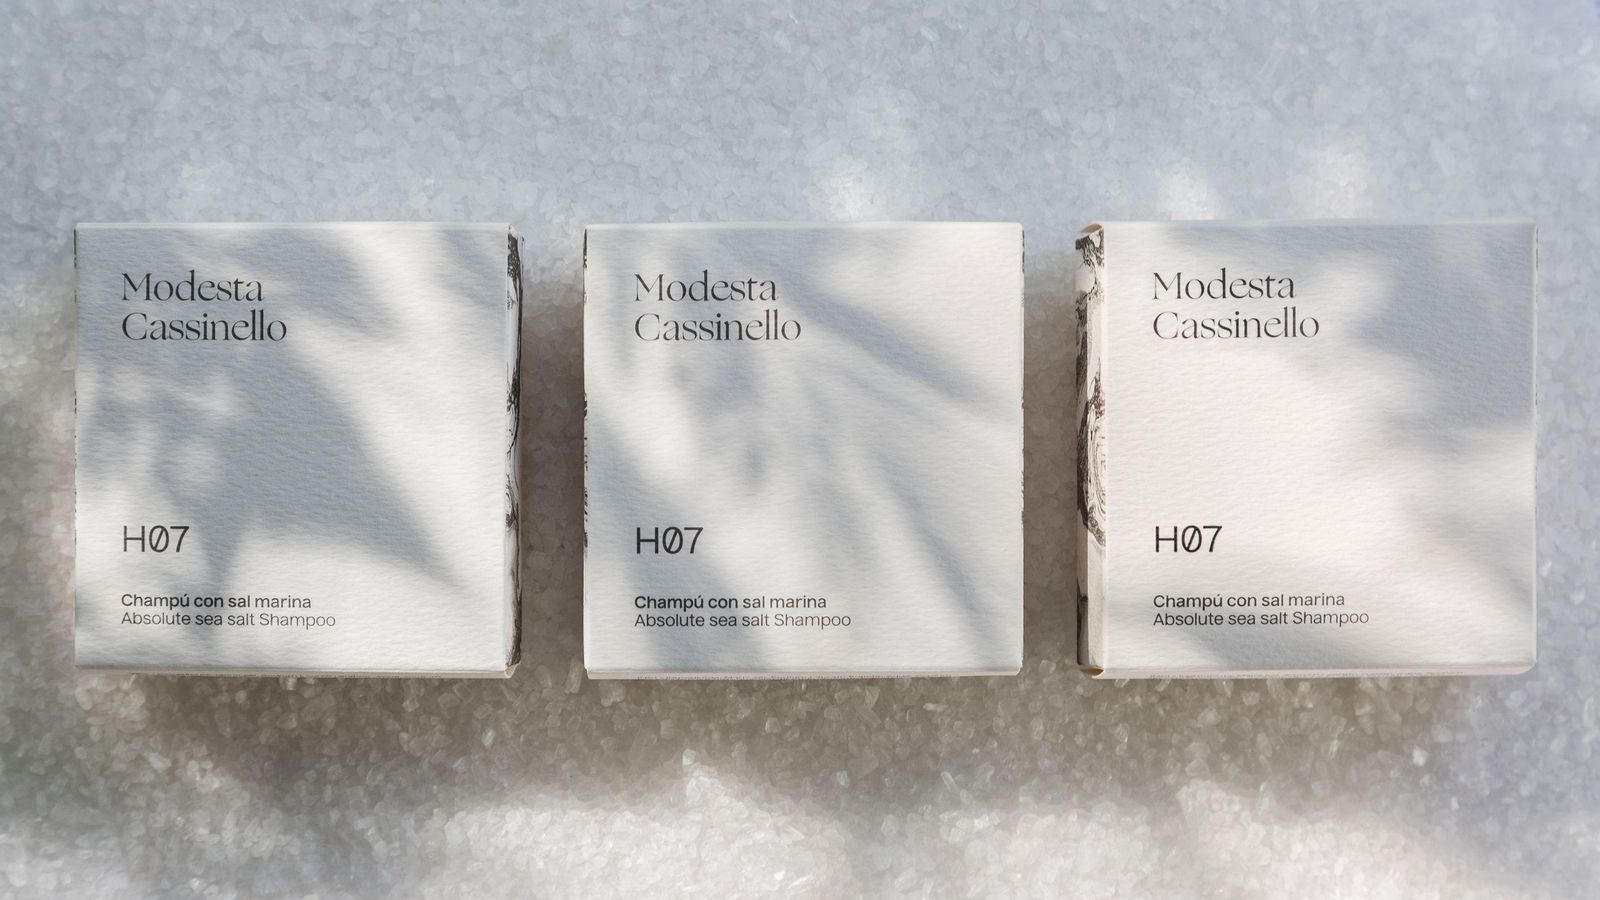 Modesta
Cassinello
H07
Champú con sal marina
Absolute sea salt Shampoo
Modesta
Cassinello
H07
Champú con sal marina
Absolute sea salt Shampoo
Modesta
Cassinello
H07
Champú con sal marina
Absolute sea salt Shampoo